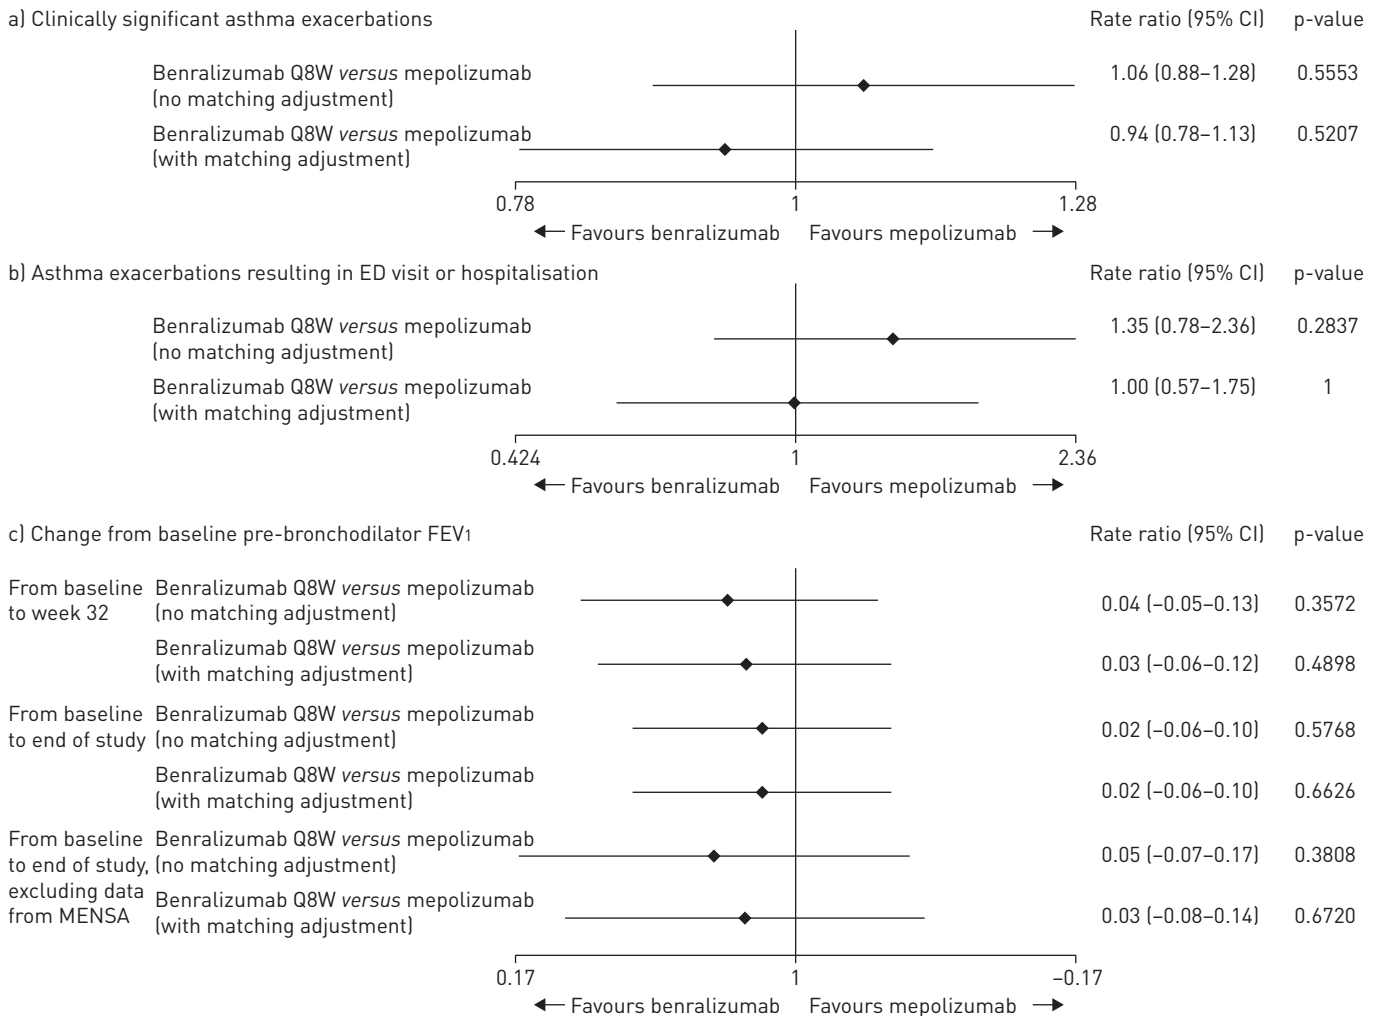 a) Clinically significant asthma exacerbations
Rate ratio (95% CI) p-value
Benralizumab Q8W versus mepolizumab
(no matching adjustment)
1.06 (0.88–1.28) 0.5553
Benralizumab Q8W versus mepolizumab
(with matching adjustment)
0.94 (0.78–1.13) 0.5207
0.78 1 1.28
Favours benralizumab Favours mepolizumab
b) Asthma exacerbations resulting in ED visit or hospitalisation
Rate ratio (95% CI) p-value
Benralizumab Q8W versus mepolizumab
(no matching adjustment)
1.35 (0.78–2.36) 0.2837
Benralizumab Q8W versus mepolizumab
(with matching adjustment)
1.00 (0.57–1.75) 1
0.424 1 2.36
Favours benralizumab Favours mepolizumab
c) Change from baseline pre-bronchodilator FEV1
Rate ratio (95% CI) p-value
From baseline
to week 32
Benralizumab Q8W versus mepolizumab
(no matching adjustment)
0.04 (–0.05–0.13) 0.3572
Benralizumab Q8W versus mepolizumab
(with matching adjustment)
0.03 (–0.06–0.12) 0.4898
From baseline
to end of study
Benralizumab Q8W versus mepolizumab
(no matching adjustment)
0.02 (–0.06–0.10) 0.5768
Benralizumab Q8W versus mepolizumab
(with matching adjustment)
0.02 (–0.06–0.10) 0.6626
From baseline
to end of study,
excluding data
from MENSA
Benralizumab Q8W versus mepolizumab
(no matching adjustment)
0.05 (–0.07–0.17) 0.3808
Benralizumab Q8W versus mepolizumab
(with matching adjustment)
0.03 (–0.08–0.14) 0.6720
0.17 1 –0.17
Favours benralizumab Favours mepolizumab